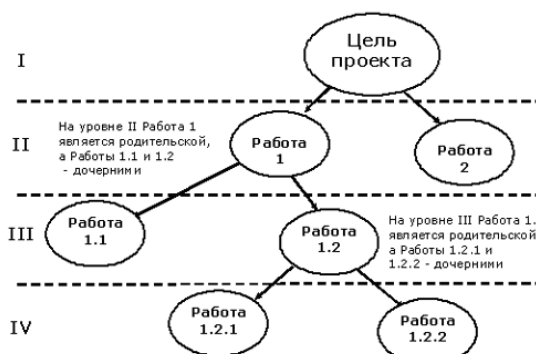 Цель
проекта
I
На уровне II Работа 1
является родительской,
а Работы 1.1 и 1.2
- дочерними
II
Работа
1
Работа
2
На уровне III Работа 1.
является родительской
а Работы 1.2.1 и
1.2.2 - дочерними
III
Работа
1.1
Работа
1.2
IV
Работа
1.2.1
Работа
1.2.2